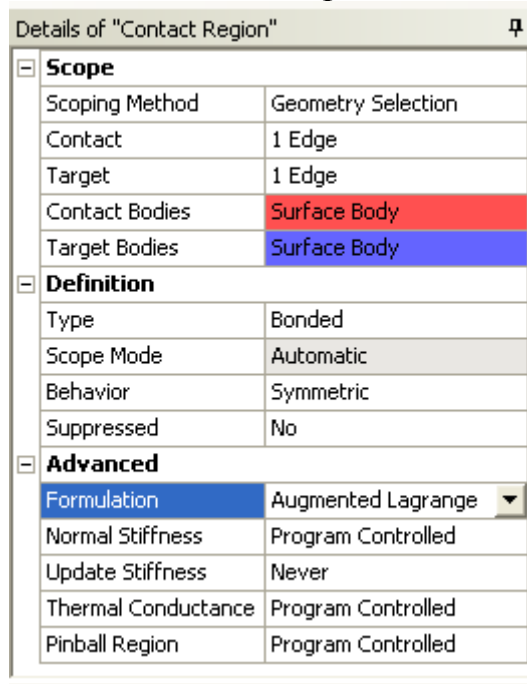 Details of "Contact Region"
Scope
Scoping Method Geometry Selection
Contact 1 Edge
Target 1 Edge
Contact Bodies Surface Body
Target Bodies Surface Body
Definition
Type Bonded
Scope Mode Automatic
Behavior Symmetric
Suppressed No
Advanced
Formulation Augmented Lagrange
Normal Stiffness Program Controlled
Update Stiffness Never
Thermal Conductance Program Controlled
Pinball Region Program Controlled